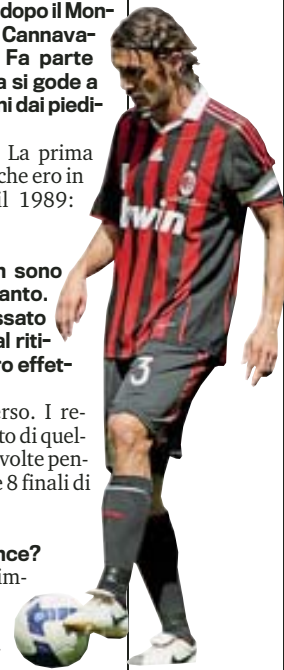 dopo il Mon-
Cannava-
Fa parte
a si gode a
ni dai piedi-
La prima
che ero in
il 1989:
n sono
anto.
ssato
al riti-
ro effet-
erso. I re-
to di quel-
volte pen-
e 8 finali di
nce?
im-
bwin
3